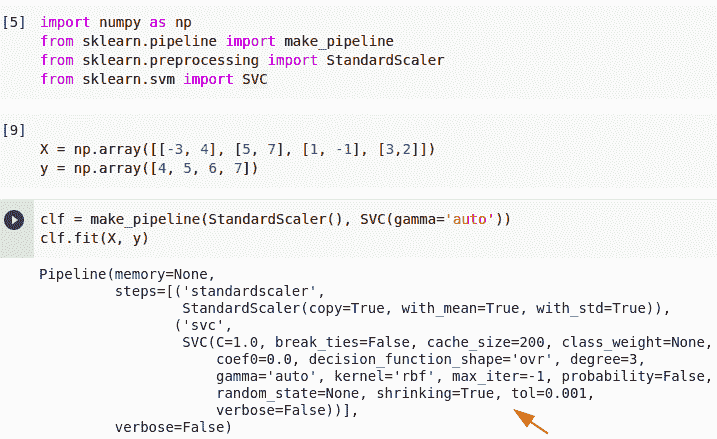 [5] import numpy as np
from sklearn.pipeline import make_pipeline
from sklearn.preprocessing import StandardScaler
from sklearn.svm import SVC
[9]
X = np.array([[-3, 4], [5, 7], [1, -1], [3,2]])
y = np.array([4, 5, 6, 7])
clf = make_pipeline(StandardScaler(), SVC(gamma='auto'))
clf.fit(X, y)
Pipeline(memory=None,
         steps=[('standardscaler',
                 StandardScaler(copy=True, with_mean=True, with_std=True)),
                ('svc',
                 SVC(C=1.0, break_ties=False, cache_size=200, class_weight=None,
                     coef0=0.0, decision_function_shape='ovr', degree=3,
                     gamma='auto', kernel='rbf', max_iter=-1, probability=False,
                     random_state=None, shrinking=True, tol=0.001,
                     verbose=False))],
         verbose=False)